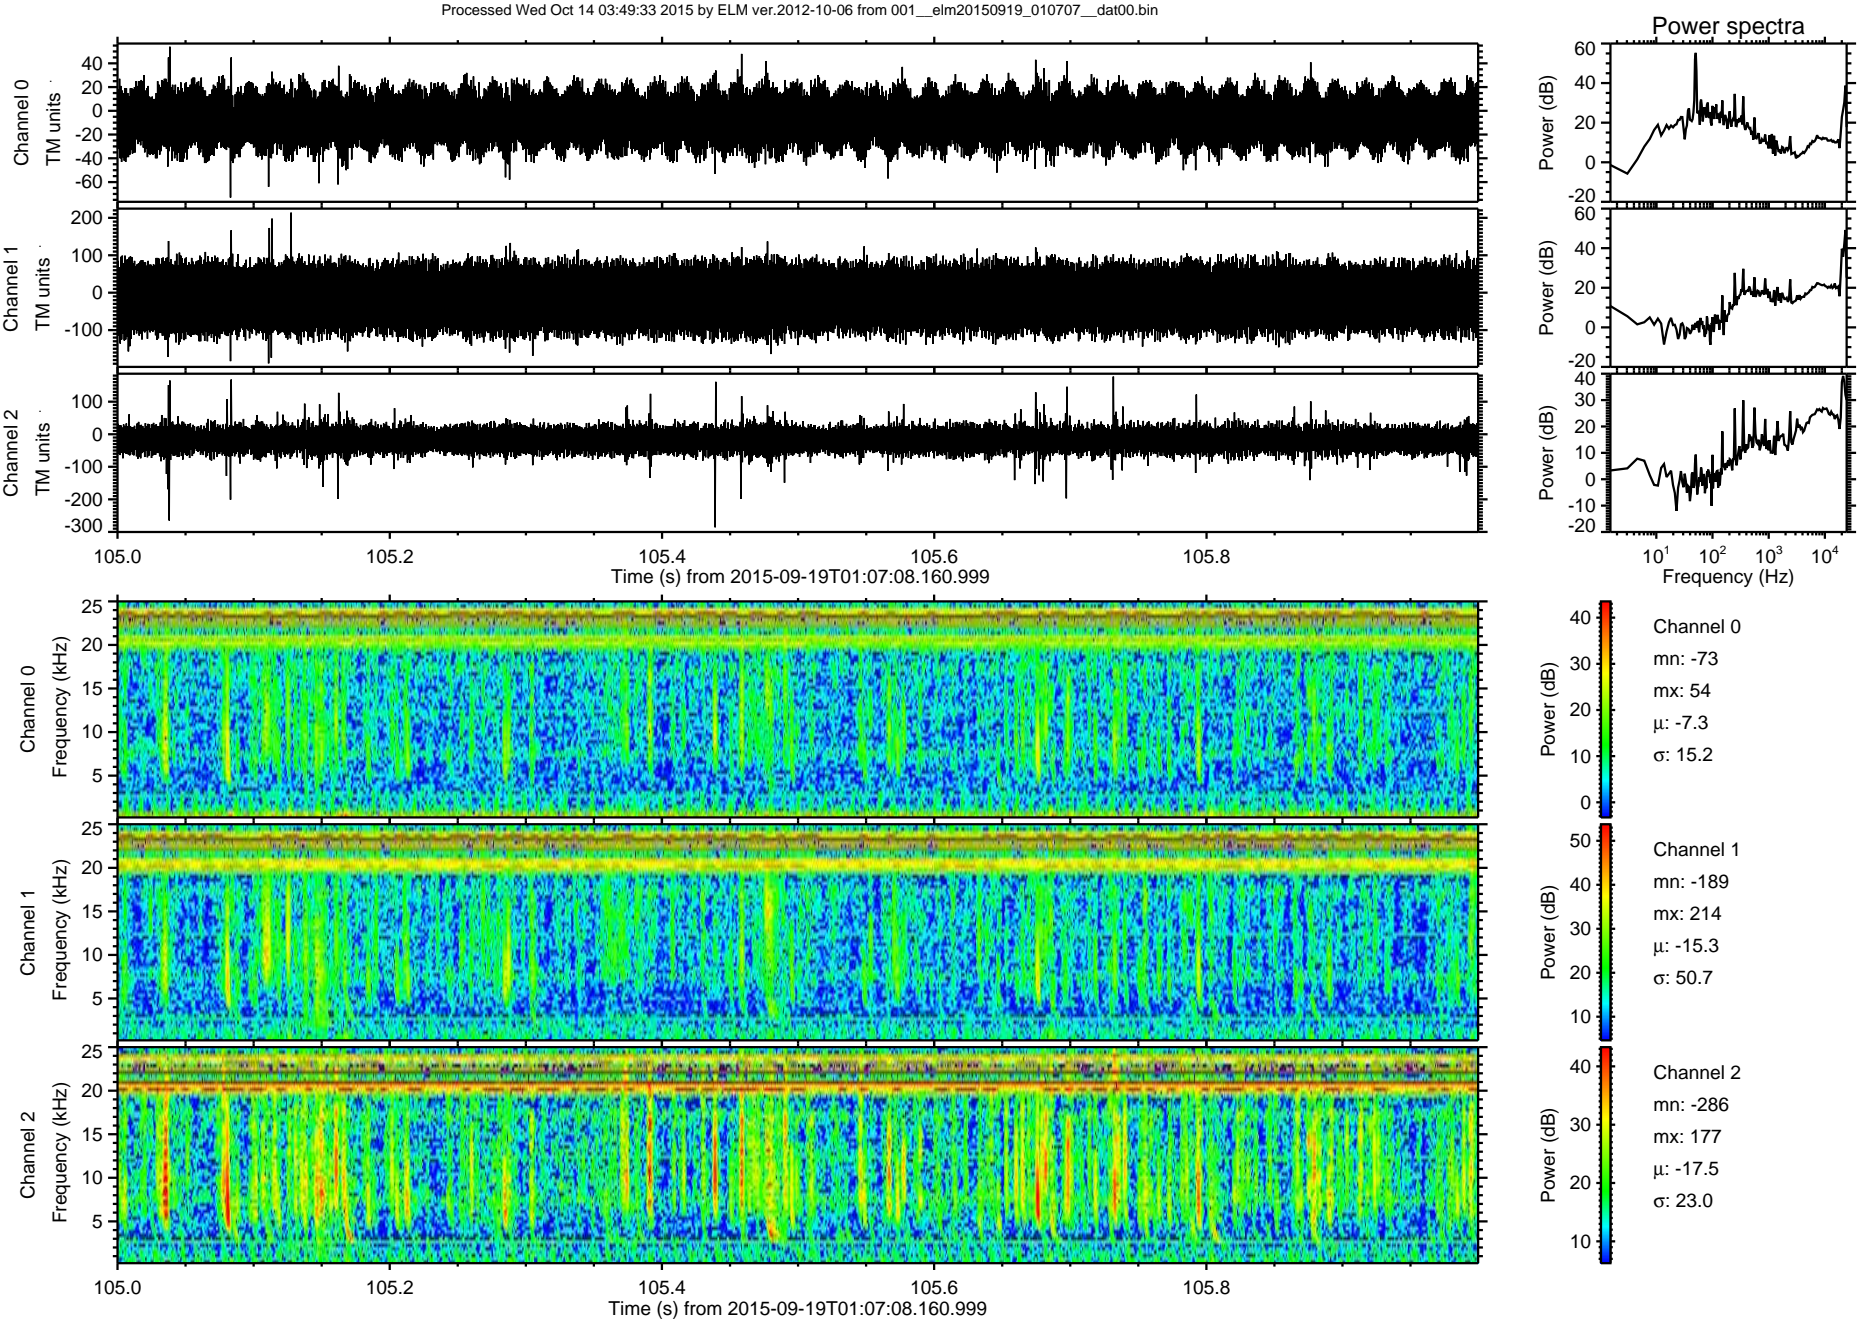 Processed Wed Oct 14 03:49:33 2015 by ELM ver.2012-10-06 from 001__elm20150919_010707__dat00.bin
Power spectra
Channel 0
TM units
40
20
0
-20
-40
-60
Power (dB)
60
40
20
0
-20
Channel 1
TM units
200
100
0
-100
Power (dB)
60
40
20
0
-20
Channel 2
TM units
100
0
-100
-200
-300
Power (dB)
40
30
20
10
0
-10
-20
105.0 105.2 105.4 105.6 105.8
Time (s) from 2015-09-19T01:07:08.160.999
10^1 10^2 10^3 10^4
Frequency (Hz)
Channel 0
Frequency (kHz)
25
20
15
10
5
Power (dB)
40
30
20
10
0
Channel 0
mn: -73
mx: 54
μ: -7.3
σ: 15.2
Channel 1
Frequency (kHz)
25
20
15
10
5
Power (dB)
50
40
30
20
10
Channel 1
mn: -189
mx: 214
μ: -15.3
σ: 50.7
Channel 2
Frequency (kHz)
25
20
15
10
5
Power (dB)
40
30
20
10
Channel 2
mn: -286
mx: 177
μ: -17.5
σ: 23.0
105.0 105.2 105.4 105.6 105.8
Time (s) from 2015-09-19T01:07:08.160.999